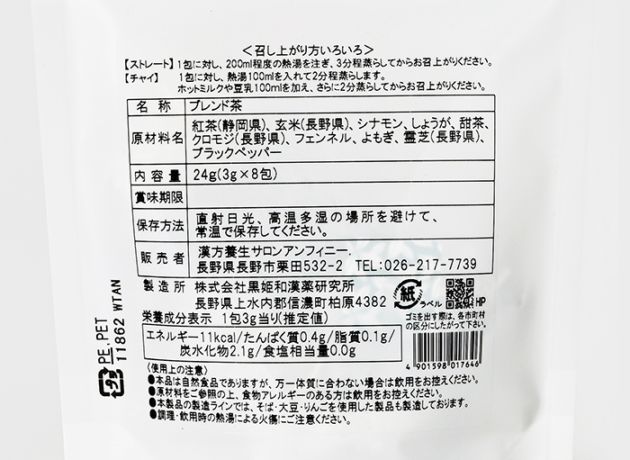 ＜召し上がり方いろいろ＞
【ストレート】1包に対し、200ml程度の熱湯を注ぎ、3分程蒸らしてからお召上がりください。
【チャイ】 1包に対し、熱湯100mlを入れて2分程蒸らします。
ホットミルクや豆乳100mlを加え、さらに2分蒸らしてからお召上がりください。
名称 ブレンド茶
原材料名 紅茶(静岡県)、玄米(長野県)、シナモン、しょうが、甜茶、
クロモジ(長野県)、フェンネル、よもぎ、霊芝(長野県)、
ブラックペッパー
内容量 24g(3g×8包)
賞味期限
保存方法 直射日光、高温多湿の場所を避けて、
常温で保存してください。
販売者 漢方養生サロンアンフィニー.
長野県長野市栗田532-2 TEL:026-217-7739
製造所 株式会社黒姫和漢薬研究所
長野県上水内郡信濃町柏原4382
紙 ラベル
HP
ゴミを出す際は、各市町村
の区分にしたがって下さい。
栄養成分表示 1包3g当り(推定値)
エネルギー11kcal/たんぱく質0.4g/脂質0.1g/
炭水化物2.1g/食塩相当量0.0g
4901598017646
PE,PET
11862 WTAN
〈使用上の注意〉
●本品は自然食品でありますが、万一体質に合わない場合は飲用をお控えください。
●原材料をご参照の上、食物アレルギーのある方は飲用をお控えください。
●本製品の製造ラインでは、そば・大豆・りんごを使用した製品も製造しております。
●調理・飲用時の熱湯による火傷にご注意ください。